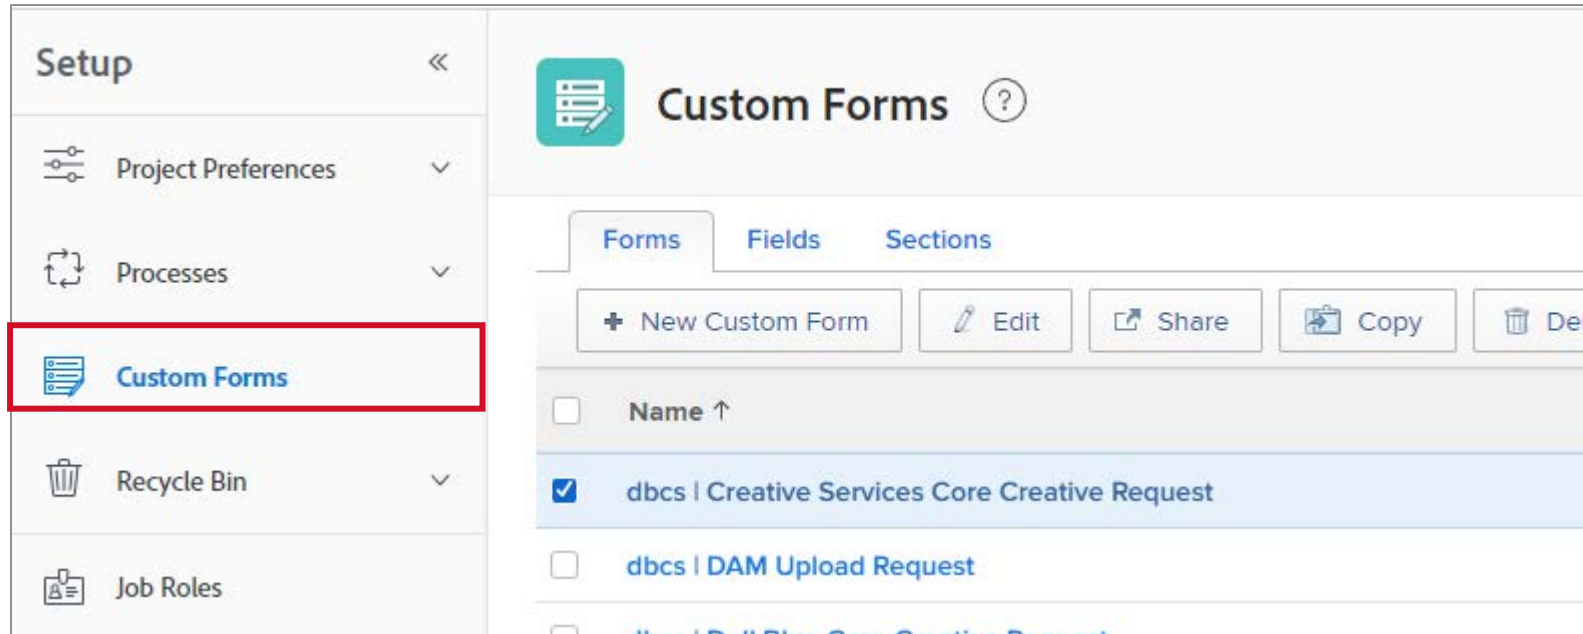 Setup
Project Preferences
Processes
Custom Forms
Recycle Bin
Job Roles
Custom Forms ?
Forms Fields Sections
+ New Custom Form Edit Share Copy De
Name ↑
dbcs | Creative Services Core Creative Request
dbcs | DAM Upload Request